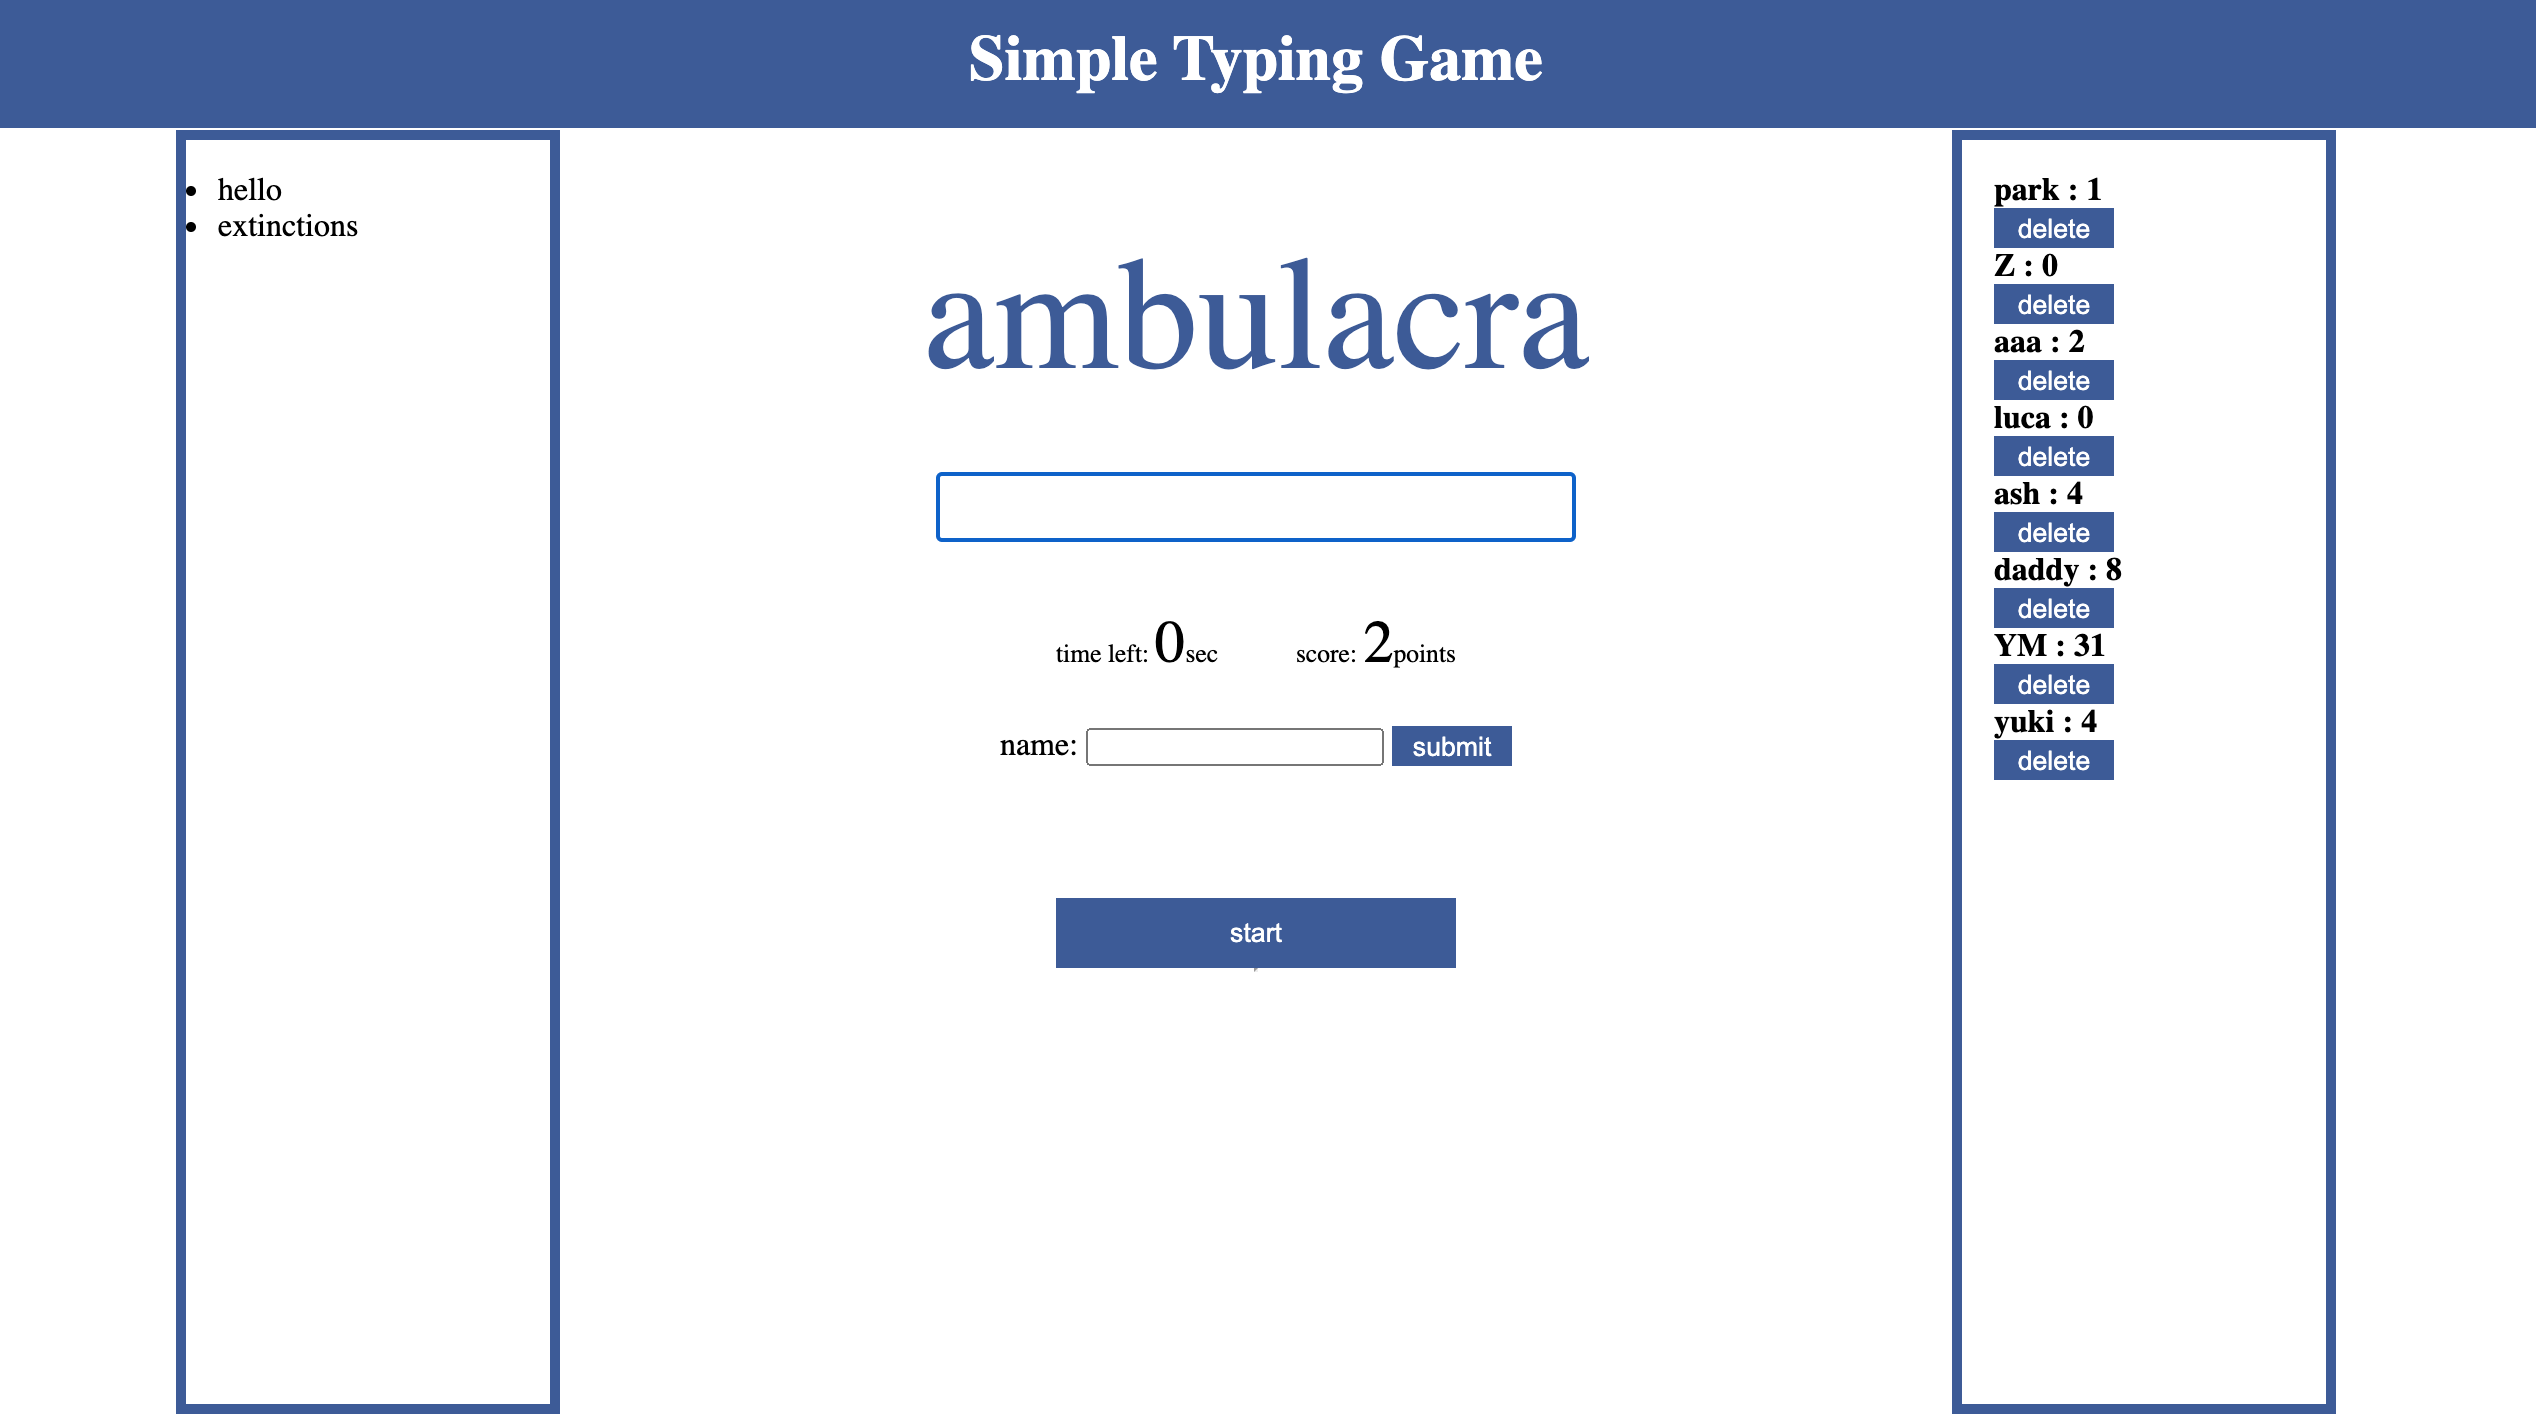 Simple Typing Game
hello
extinctions
ambulacra
time left: 0sec
score: 2points
name:
submit
start
park : 1
delete
Z : 0
delete
aaa : 2
delete
luca : 0
delete
ash : 4
delete
daddy : 8
delete
YM : 31
delete
yuki : 4
delete